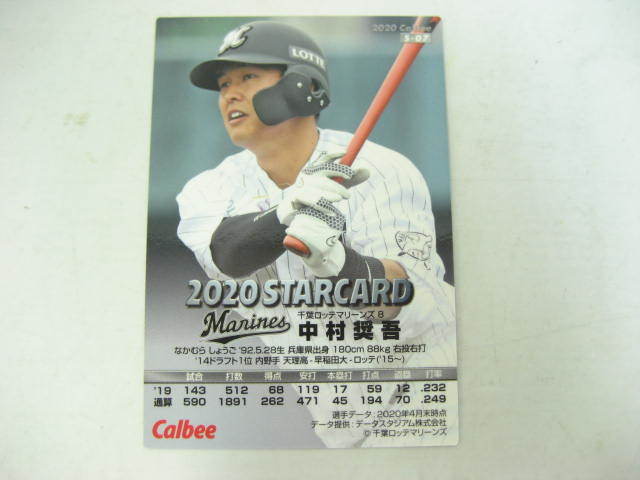 2020 Calbee
S-07
M
LOTTE
2020 STARCARD
千葉ロッテマリーンズ 8
Marines 中村奨吾
なかむら しょうご '92.5.28生 兵庫県出身 180cm 88kg 右投右打
'14ドラフト1位 内野手 天理高-早稲田大-ロッテ('15~)
試合 打数 得点 安打 本塁打 打点 盗塁 打率
'19 143 512 68 119 17 59 12 .232
通算 590 1891 262 471 45 194 70 .249
選手データ:2020年4月末時点
Calbee データ提供:データスタジアム株式会社
© 千葉ロッテマリーンズ